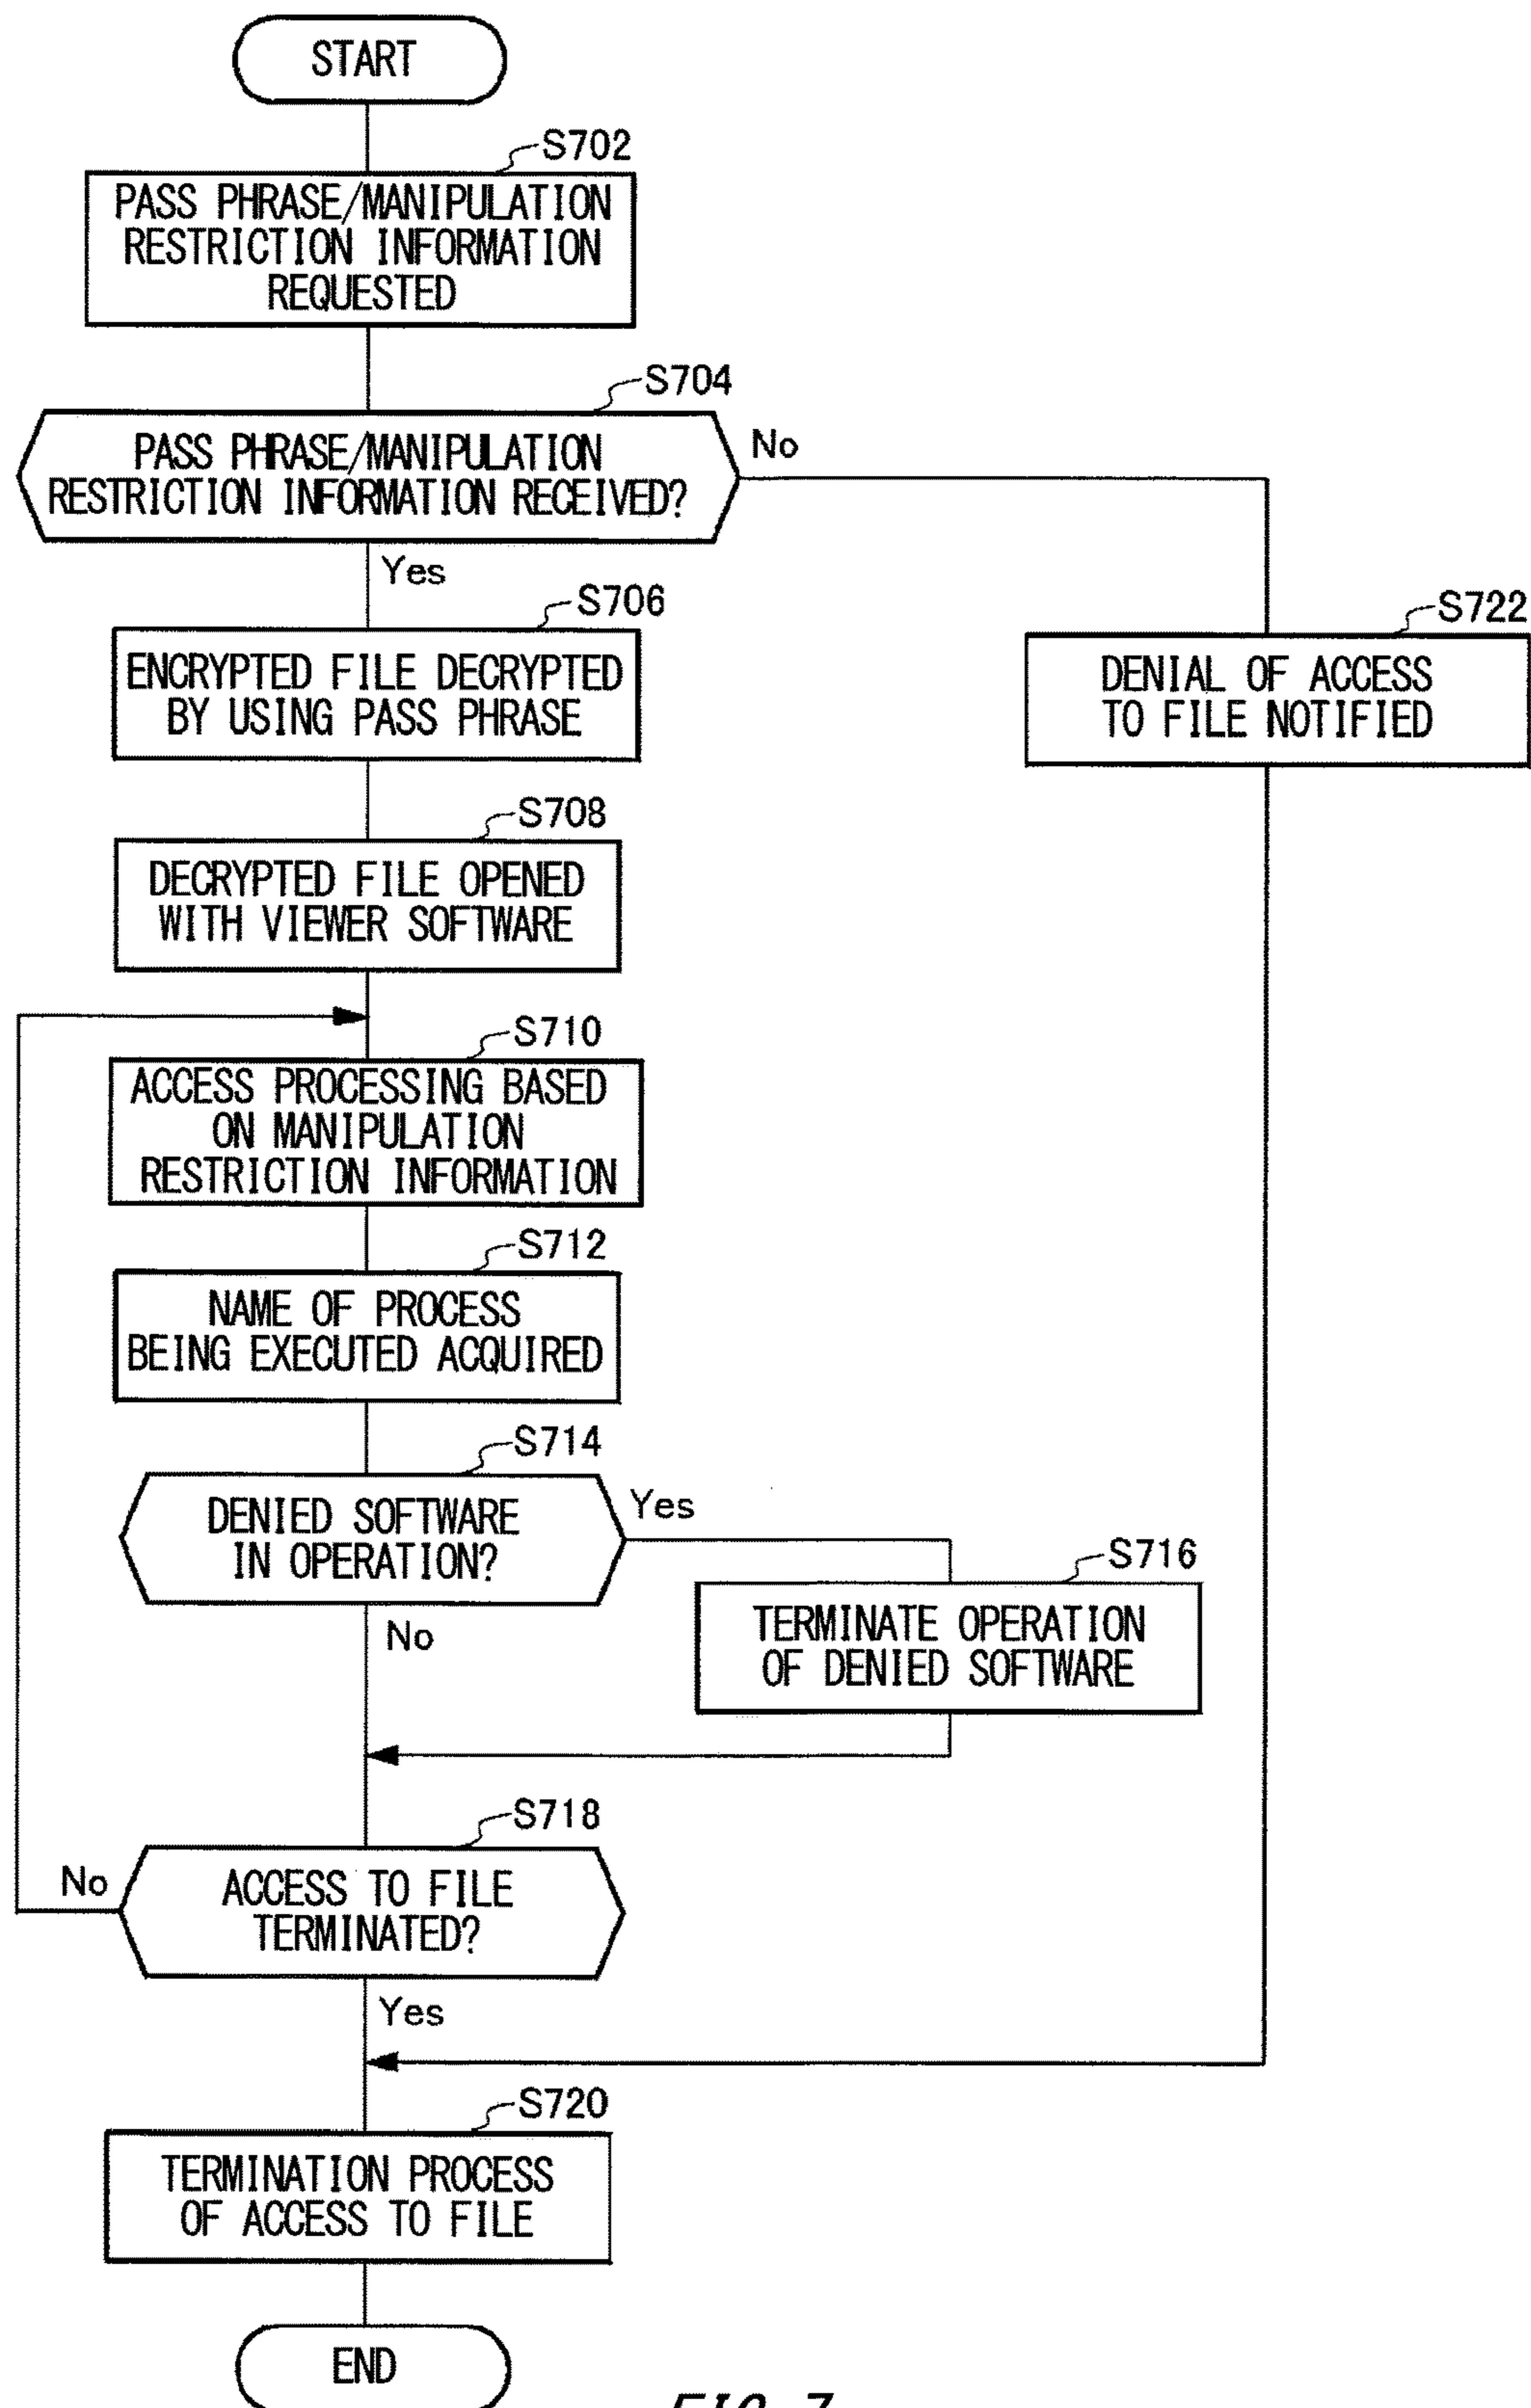 START
S702
PASS PHRASE/MANIPULATION
RESTRICTION INFORMATION
REQUESTED
S704
PASS PHRASE/MANIPULATION
RESTRICTION INFORMATION RECEIVED?
No
Yes
S706
ENCRYPTED FILE DECRYPTED
BY USING PASS PHRASE
S722
DENIAL OF ACCESS
TO FILE NOTIFIED
S708
DECRYPTED FILE OPENED
WITH VIEWER SOFTWARE
S710
ACCESS PROCESSING BASED
ON MANIPULATION
RESTRICTION INFORMATION
S712
NAME OF PROCESS
BEING EXECUTED ACQUIRED
S714
DENIED SOFTWARE
IN OPERATION?
Yes
No
S716
TERMINATE OPERATION
OF DENIED SOFTWARE
S718
ACCESS TO FILE
TERMINATED?
No
Yes
S720
TERMINATION PROCESS
OF ACCESS TO FILE
END
FIG. 7